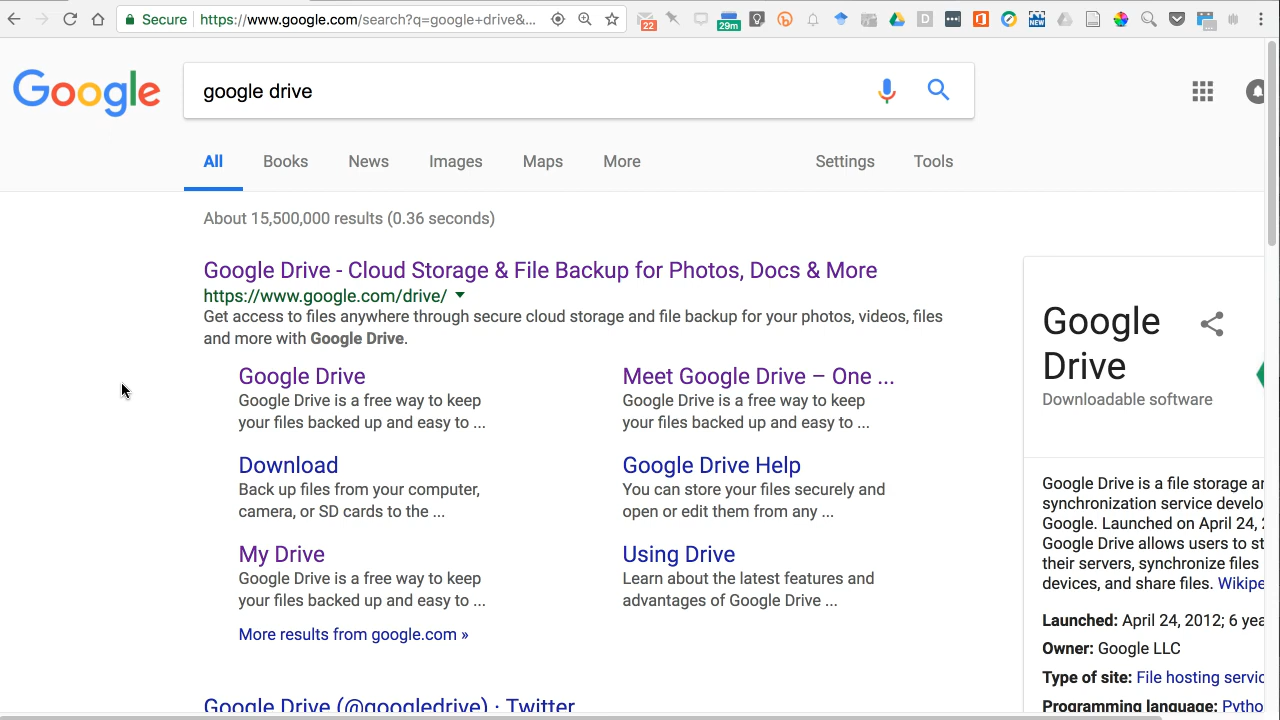 Secure https://www.google.com/search?q=google+drive&...
22
29m
D
NEW
Google
google drive
All Books News Images Maps More Settings Tools
About 15,500,000 results (0.36 seconds)
Google Drive - Cloud Storage & File Backup for Photos, Docs & More
https://www.google.com/drive/
Get access to files anywhere through secure cloud storage and file backup for your photos, videos, files
and more with Google Drive.
Google Drive
Google Drive is a free way to keep
your files backed up and easy to ...
Meet Google Drive – One ...
Google Drive is a free way to keep
your files backed up and easy to ...
Download
Back up files from your computer,
camera, or SD cards to the ...
Google Drive Help
You can store your files securely and
open or edit them from any ...
My Drive
Google Drive is a free way to keep
your files backed up and easy to ...
Using Drive
Learn about the latest features and
advantages of Google Drive ...
More results from google.com »
Google Drive (@googledrive) · Twitter
Google
Drive
Downloadable software
Google Drive is a file storage
synchronization service develo
Google. Launched on April 24,
Google Drive allows users to st
their servers, synchronize files
devices, and share files. Wikipe
Launched: April 24, 2012; 6 yea
Owner: Google LLC
Type of site: File hosting servic
Programming language: Pytho